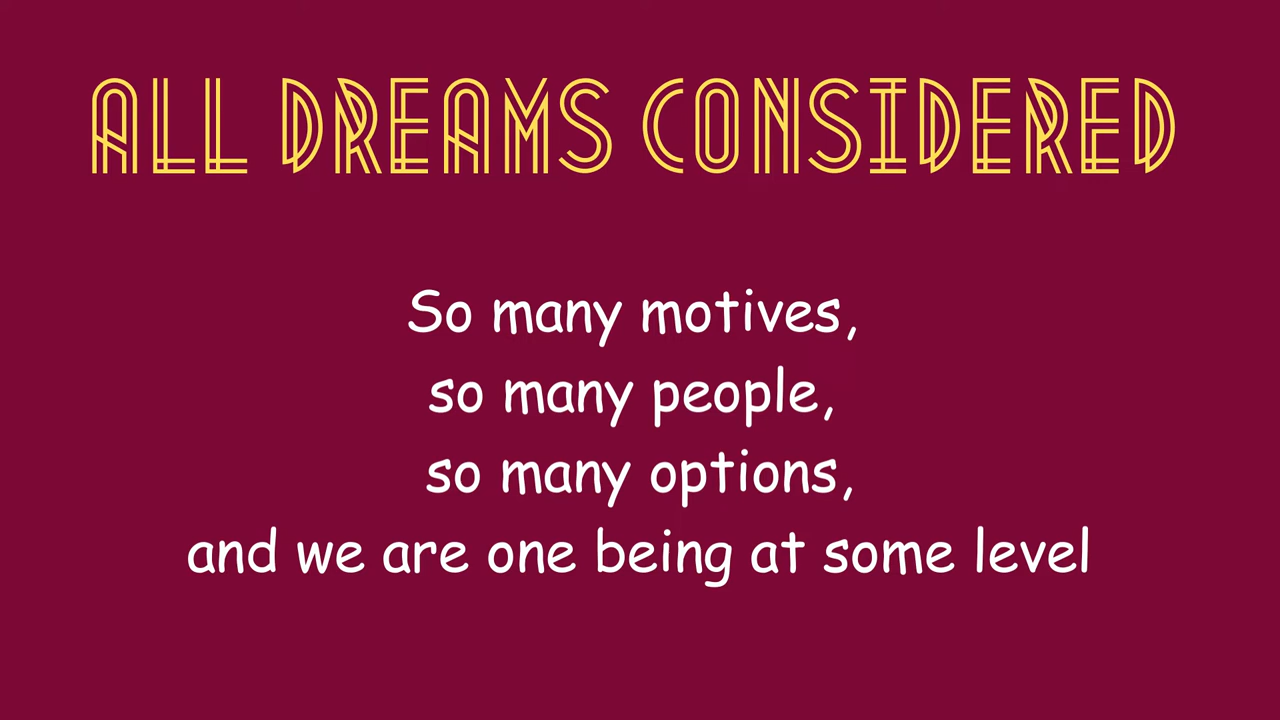 ALL DREAMS CONSIDERED
So many motives,
so many people,
so many options,
and we are one being at some level